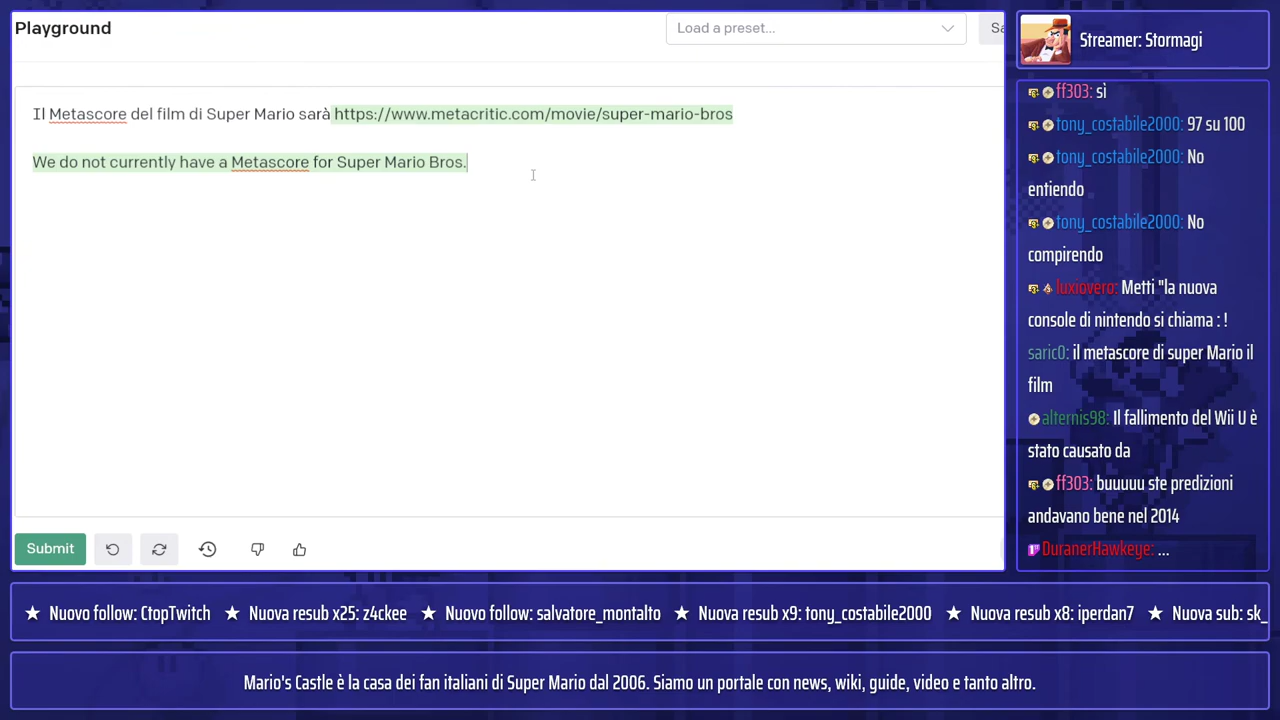 Playground
Load a preset...
Streamer: Stormagi
Il Metascore del film di Super Mario sarà https://www.metacritic.com/movie/super-mario-bros
We do not currently have a Metascore for Super Mario Bros.
ff303: sì
tony_costabile2000: 97 su 100
tony_costabile2000: No
entiendo
tony_costabile2000: No
compirendo
luxiovero: Metti "la nuova
console di nintendo si chiama : !
saric0: il metascore di super Mario il
film
alternis98: Il fallimento del Wii U è
stato causato da
ff303: buuuuu ste predizioni
andavano bene nel 2014
DuranerHawkeye: ...
Submit
★ Nuovo follow: CtopTwitch ★ Nuova resub x25: z4ckee ★ Nuovo follow: salvatore_montalto ★ Nuova resub x9: tony_costabile2000 ★ Nuova resub x8: iperdan7 ★ Nuova sub: sk_
Mario's Castle è la casa dei fan italiani di Super Mario dal 2006. Siamo un portale con news, wiki, guide, video e tanto altro.